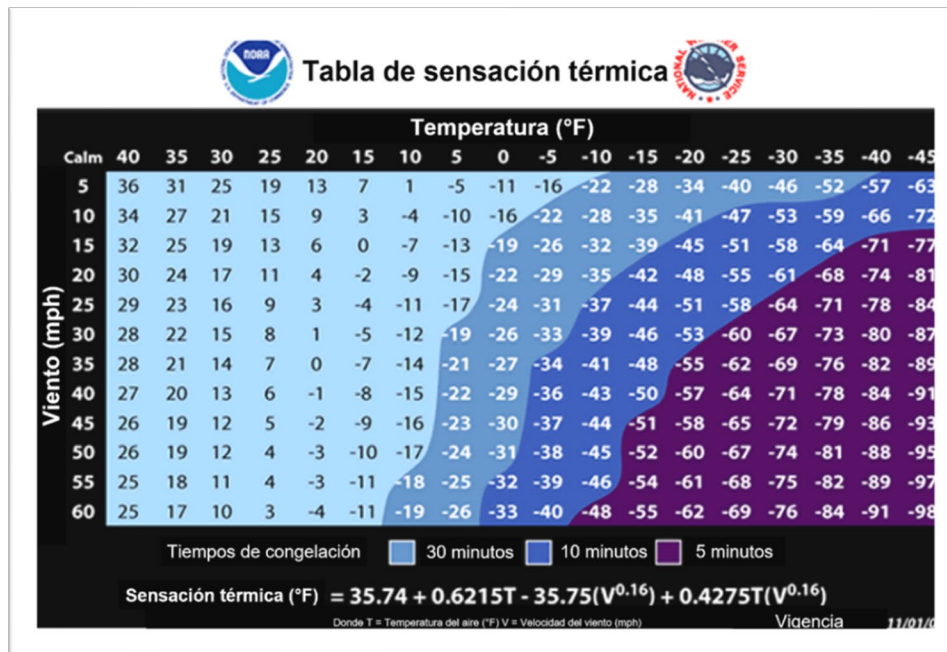 NOAA
Tabla de sensación térmica
NATIONAL SERVICE
Temperatura (°F)
Viento (mph)
Calm 40 35 30 25 20 15 10 5 0 -5 -10 -15 -20 -25 -30 -35 -40 -45
5 36 31 25 19 13 7 1 -5 -11 -16 -22 -28 -34 -40 -46 -52 -57 -63
10 34 27 21 15 9 3 -4 -10 -16 -22 -28 -35 -41 -47 -53 -59 -66 -72
15 32 25 19 13 6 0 -7 -13 -19 -26 -32 -39 -45 -51 -58 -64 -71 -77
20 30 24 17 11 4 -2 -9 -15 -22 -29 -35 -42 -48 -55 -61 -68 -74 -81
25 29 23 16 9 3 -4 -11 -17 -24 -31 -37 -44 -51 -58 -64 -71 -78 -84
30 28 22 15 8 1 -5 -12 -19 -26 -33 -39 -46 -53 -60 -67 -73 -80 -87
35 28 21 14 7 0 -7 -14 -21 -27 -34 -41 -48 -55 -62 -69 -76 -82 -89
40 27 20 13 6 -1 -8 -15 -22 -29 -36 -43 -50 -57 -64 -71 -78 -84 -91
45 26 19 12 5 -2 -9 -16 -23 -30 -37 -44 -51 -58 -65 -72 -79 -86 -93
50 26 19 12 4 -3 -10 -17 -24 -31 -38 -45 -52 -60 -67 -74 -81 -88 -95
55 25 18 11 4 -3 -11 -18 -25 -32 -39 -46 -54 -61 -68 -75 -82 -89 -97
60 25 17 10 3 -4 -11 -19 -26 -33 -40 -48 -55 -62 -69 -76 -84 -91 -98
Tiempos de congelación 30 minutos 10 minutos 5 minutos
Sensación térmica (°F) = 35.74 + 0.6215T - 35.75(V^0.16) + 0.4275T(V^0.16)
Donde T = Temperatura del aire (°F) V = Velocidad del viento (mph) Vigencia 11/01/0